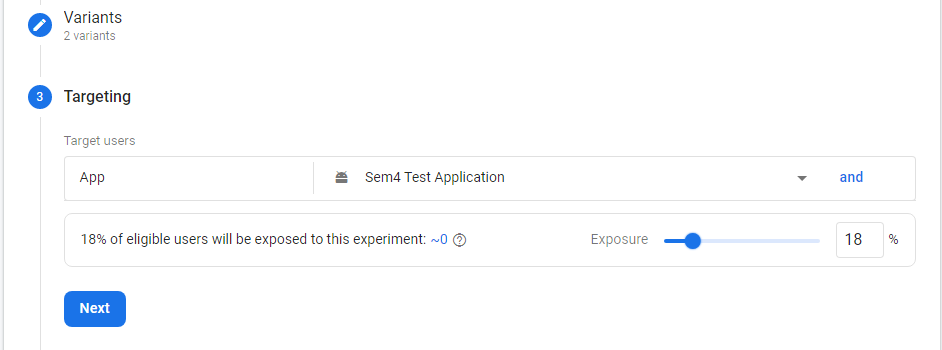 Variants
2 variants
3 Targeting
Target users
App Sem4 Test Application and
18% of eligible users will be exposed to this experiment: ~0 Exposure 18 %
Next